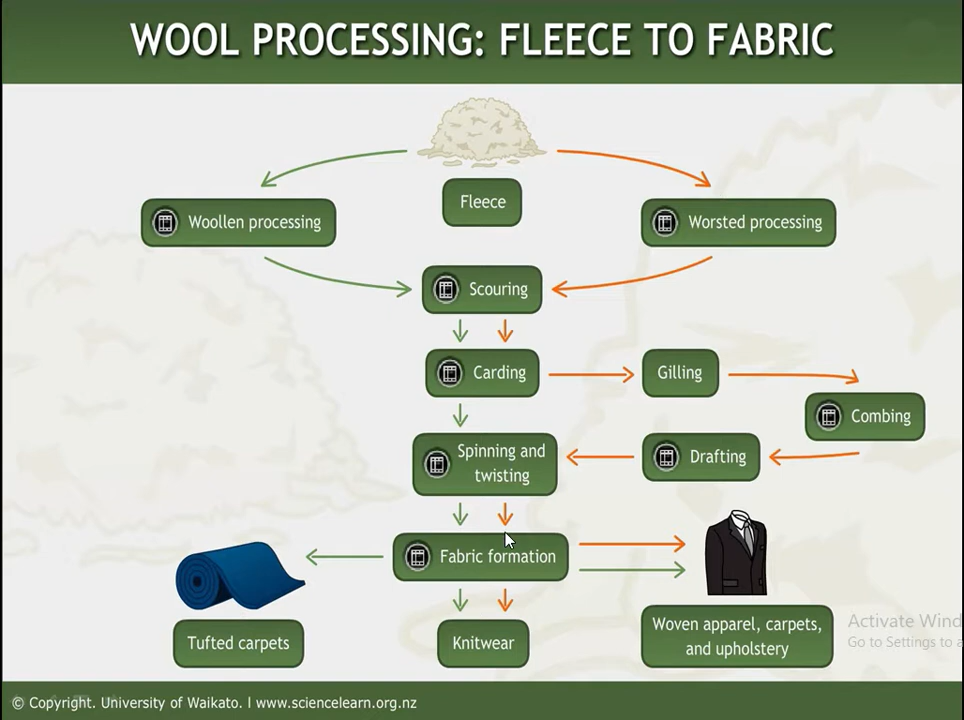 WOOL PROCESSING: FLEECE TO FABRIC
Fleece
Woollen processing
Worsted processing
Scouring
Carding
Gilling
Combing
Spinning and
twisting
Drafting
Fabric formation
Tufted carpets
Knitwear
Woven apparel, carpets,
and upholstery
Activate Wind
Go to Settings to a
© Copyright. University of Waikato. | www.sciencelearn.org.nz